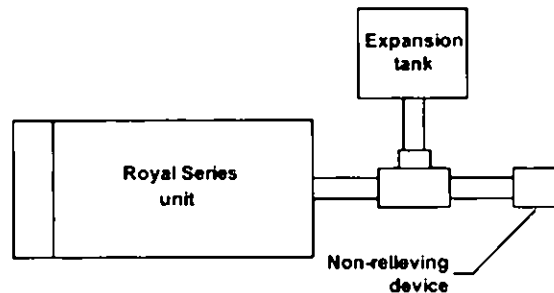 Expansion
tank
Royal Series
unit
Non-relieving
device